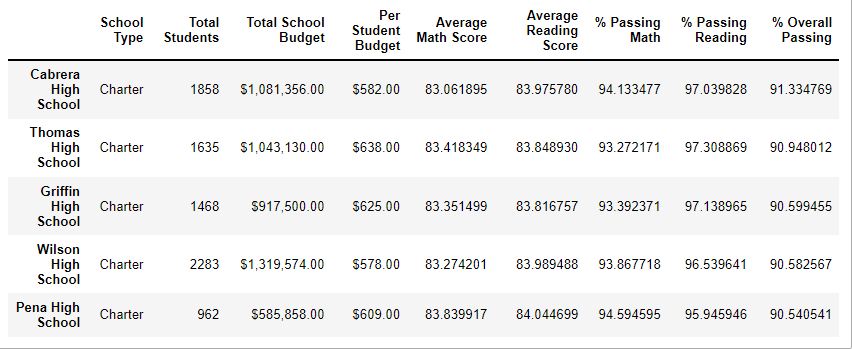 School Type Total Students Total School Budget Per Student Budget Average Math Score Average Reading Score % Passing Math % Passing Reading % Overall Passing
Cabrera High School Charter 1858 $1,081,356.00 $582.00 83.061895 83.975780 94.133477 97.039828 91.334769
Thomas High School Charter 1635 $1,043,130.00 $638.00 83.418349 83.848930 93.272171 97.308869 90.948012
Griffin High School Charter 1468 $917,500.00 $625.00 83.351499 83.816757 93.392371 97.138965 90.599455
Wilson High School Charter 2283 $1,319,574.00 $578.00 83.274201 83.989488 93.867718 96.539641 90.582567
Pena High School Charter 962 $585,858.00 $609.00 83.839917 84.044699 94.594595 95.945946 90.540541